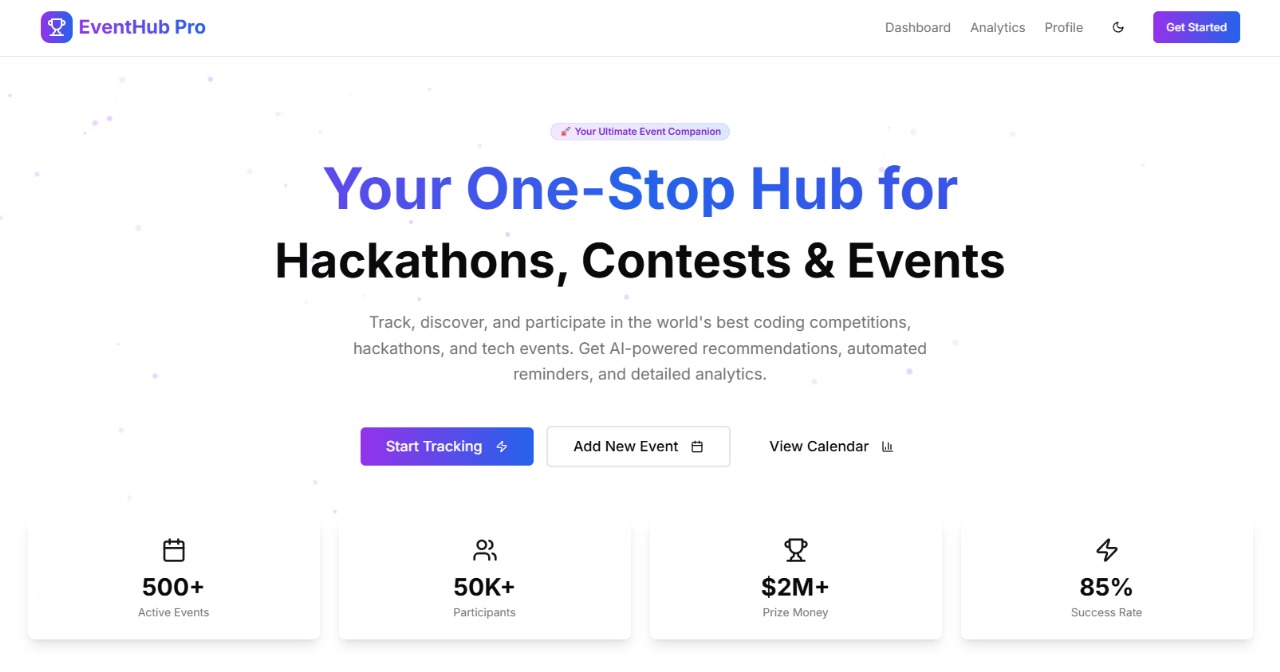 EventHub Pro
Dashboard
Analytics
Profile
Get Started
🚀 Your Ultimate Event Companion
Your One-Stop Hub for
Hackathons, Contests & Events
Track, discover, and participate in the world's best coding competitions,
hackathons, and tech events. Get AI-powered recommendations, automated
reminders, and detailed analytics.
Start Tracking
Add New Event
View Calendar
500+
Active Events
50K+
Participants
$2M+
Prize Money
85%
Success Rate